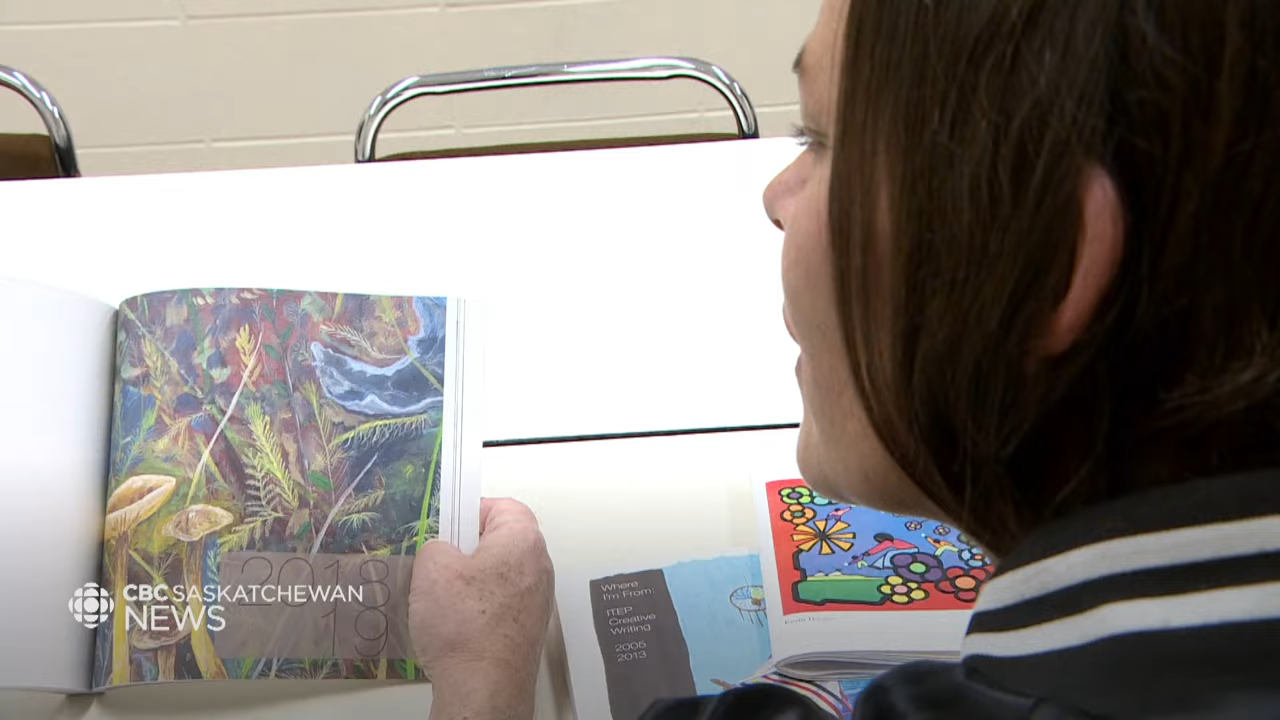 2018
19
CBC SASKATCHEWAN
NEWS
Where
I'm From:
ITEP
Creative
Writing
2005
2013